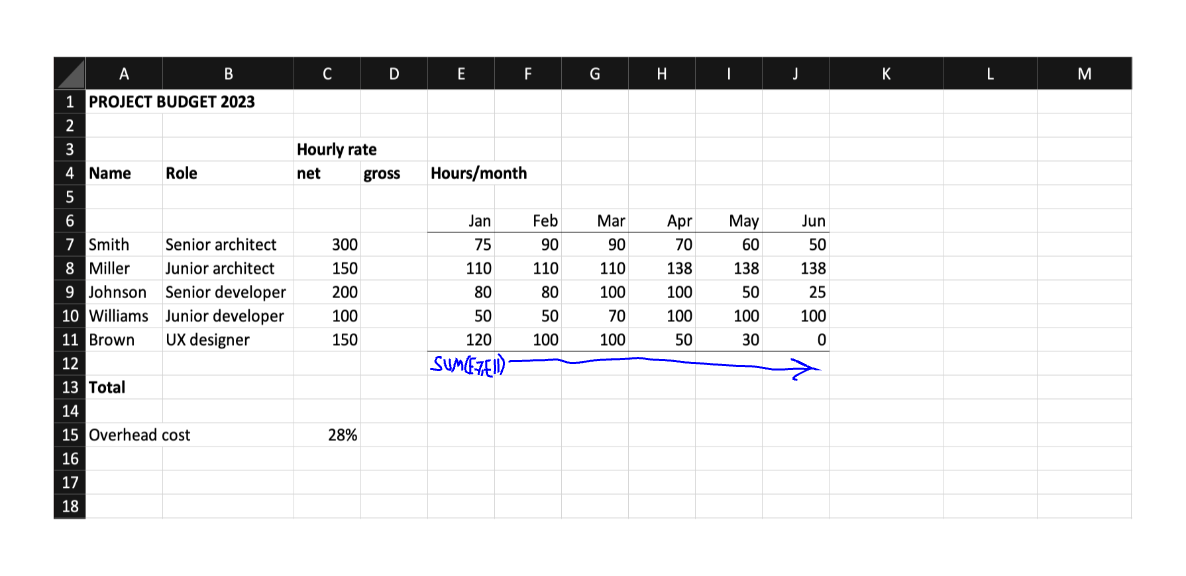 A B C D E F G H I J K L M
1 PROJECT BUDGET 2023
2
3 Hourly rate
4 Name Role net gross Hours/month
5
6 Jan Feb Mar Apr May Jun
7 Smith Senior architect 300 75 90 90 70 60 50
8 Miller Junior architect 150 110 110 110 138 138 138
9 Johnson Senior developer 200 80 80 100 100 50 25
10 Williams Junior developer 100 50 50 70 100 100 100
11 Brown UX designer 150 120 100 100 50 30 0
12 SUM(E7,E11)
13 Total
14
15 Overhead cost 28%
16
17
18